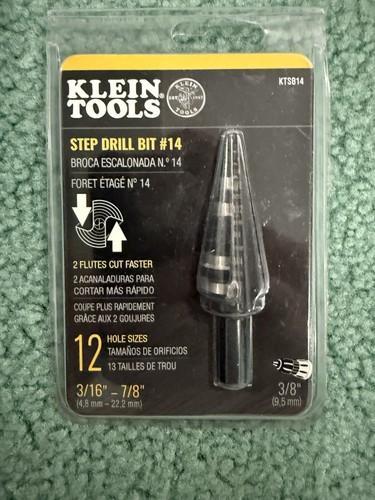 KTSB14
KLEIN
TOOLS®
STEP DRILL BIT #14
BROCA ESCALONADA N.° 14
FORET ÉTAGÉ N° 14
2 FLUTES CUT FASTER
2 ACANALADURAS PARA
CORTAR MÁS RÁPIDO
COUPE PLUS RAPIDEMENT
GRÂCE AUX 2 GOUJURES
12 HOLE SIZES
TAMAÑOS DE ORIFICIOS
13 TAILLES DE TROU
3/16" – 7/8"
(4,8 mm – 22,2 mm)
3/8"
(9,5 mm)